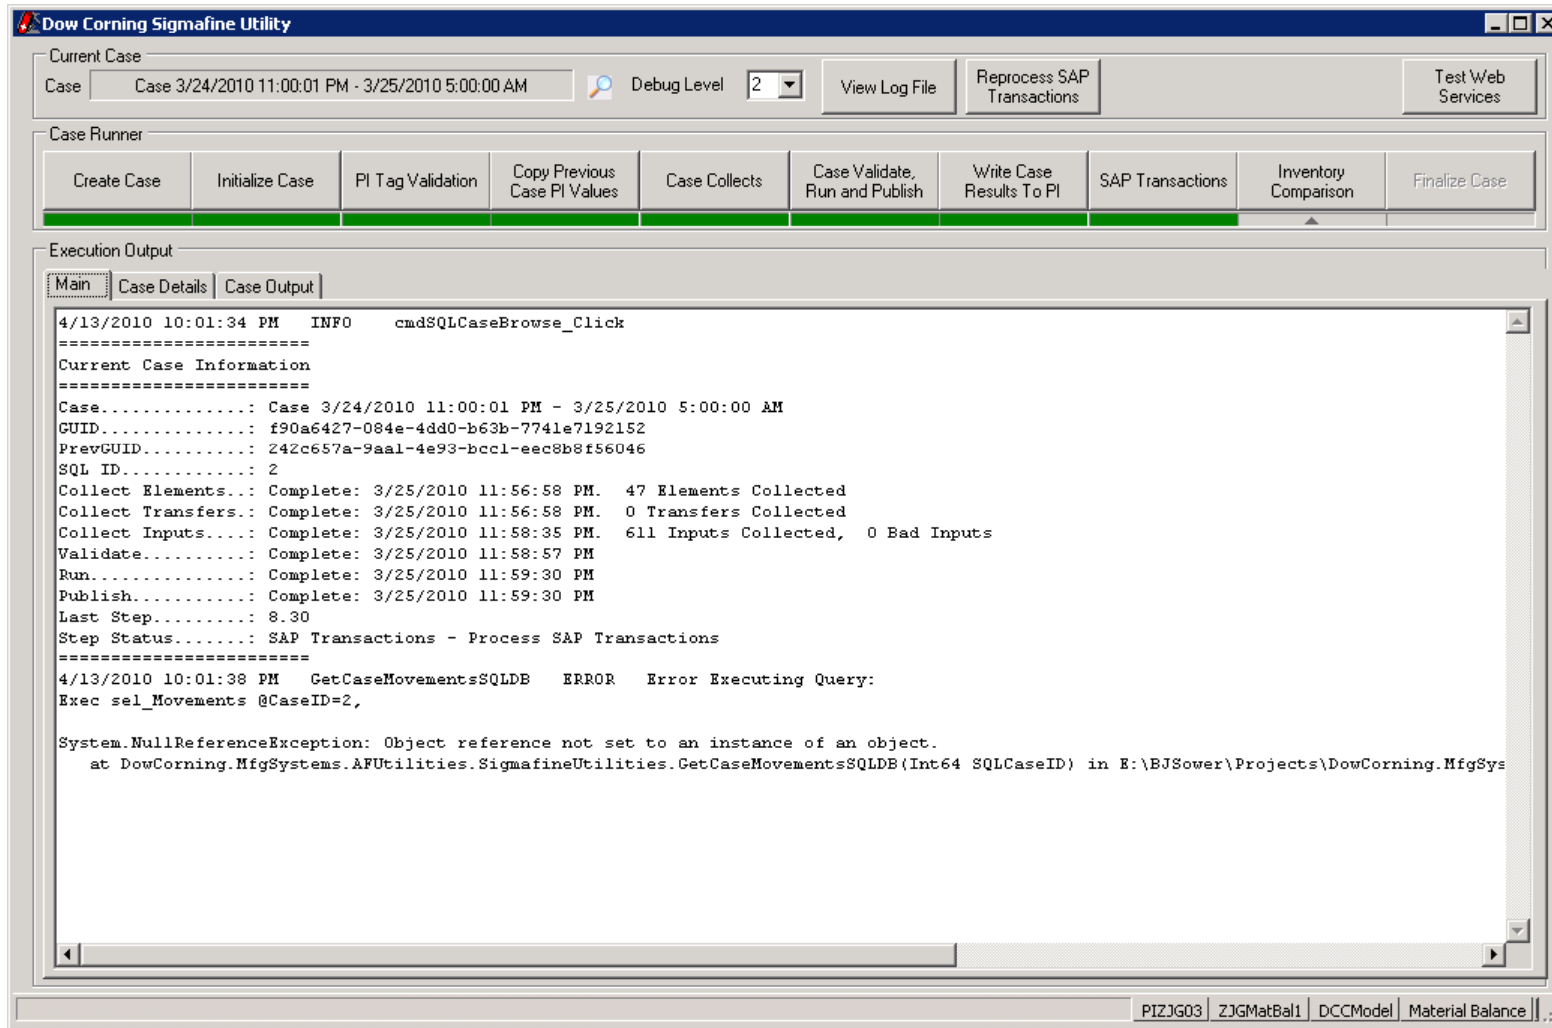 Dow Corning Sigmafine Utility
Current Case
Case
Case 3/24/2010 11:00:01 PM - 3/25/2010 5:00:00 AM
Debug Level
2
View Log File
Reprocess SAP
Transactions
Test Web
Services
Case Runner
Create Case
Initialize Case
PI Tag Validation
Copy Previous
Case PI Values
Case Collects
Case Validate,
Run and Publish
Write Case
Results To PI
SAP Transactions
Inventory
Comparison
Finalize Case
Execution Output
Main
Case Details
Case Output
4/13/2010 10:01:34 PM   INFO    cmdSQLCaseBrowse_Click
========================
Current Case Information
========================
Case..............: Case 3/24/2010 11:00:01 PM - 3/25/2010 5:00:00 AM
GUID..............: f90a6427-084e-4dd0-b63b-7741e7192152
PrevGUID..........: 242c657a-9aa1-4e93-bcc1-eec8b8f56046
SQL ID............: 2
Collect Elements..: Complete: 3/25/2010 11:56:58 PM.  47 Elements Collected
Collect Transfers.: Complete: 3/25/2010 11:56:58 PM.  0 Transfers Collected
Collect Inputs....: Complete: 3/25/2010 11:58:35 PM.  611 Inputs Collected,  0 Bad Inputs
Validate..........: Complete: 3/25/2010 11:58:57 PM
Run...............: Complete: 3/25/2010 11:59:30 PM
Publish...........: Complete: 3/25/2010 11:59:30 PM
Last Step.........: 8.30
Step Status.......: SAP Transactions - Process SAP Transactions
========================
4/13/2010 10:01:38 PM   GetCaseMovementsSQLDB   ERROR   Error Executing Query:
Exec sel_Movements @CaseID=2,
System.NullReferenceException: Object reference not set to an instance of an object.
   at DowCorning.MfgSystems.AFUtilities.SigmafineUtilities.GetCaseMovementsSQLDB(Int64 SQLCaseID) in E:\BJSower\Projects\DowCorning.MfgSys
PIZJG03
ZJGMatBal1
DCCModel
Material Balance